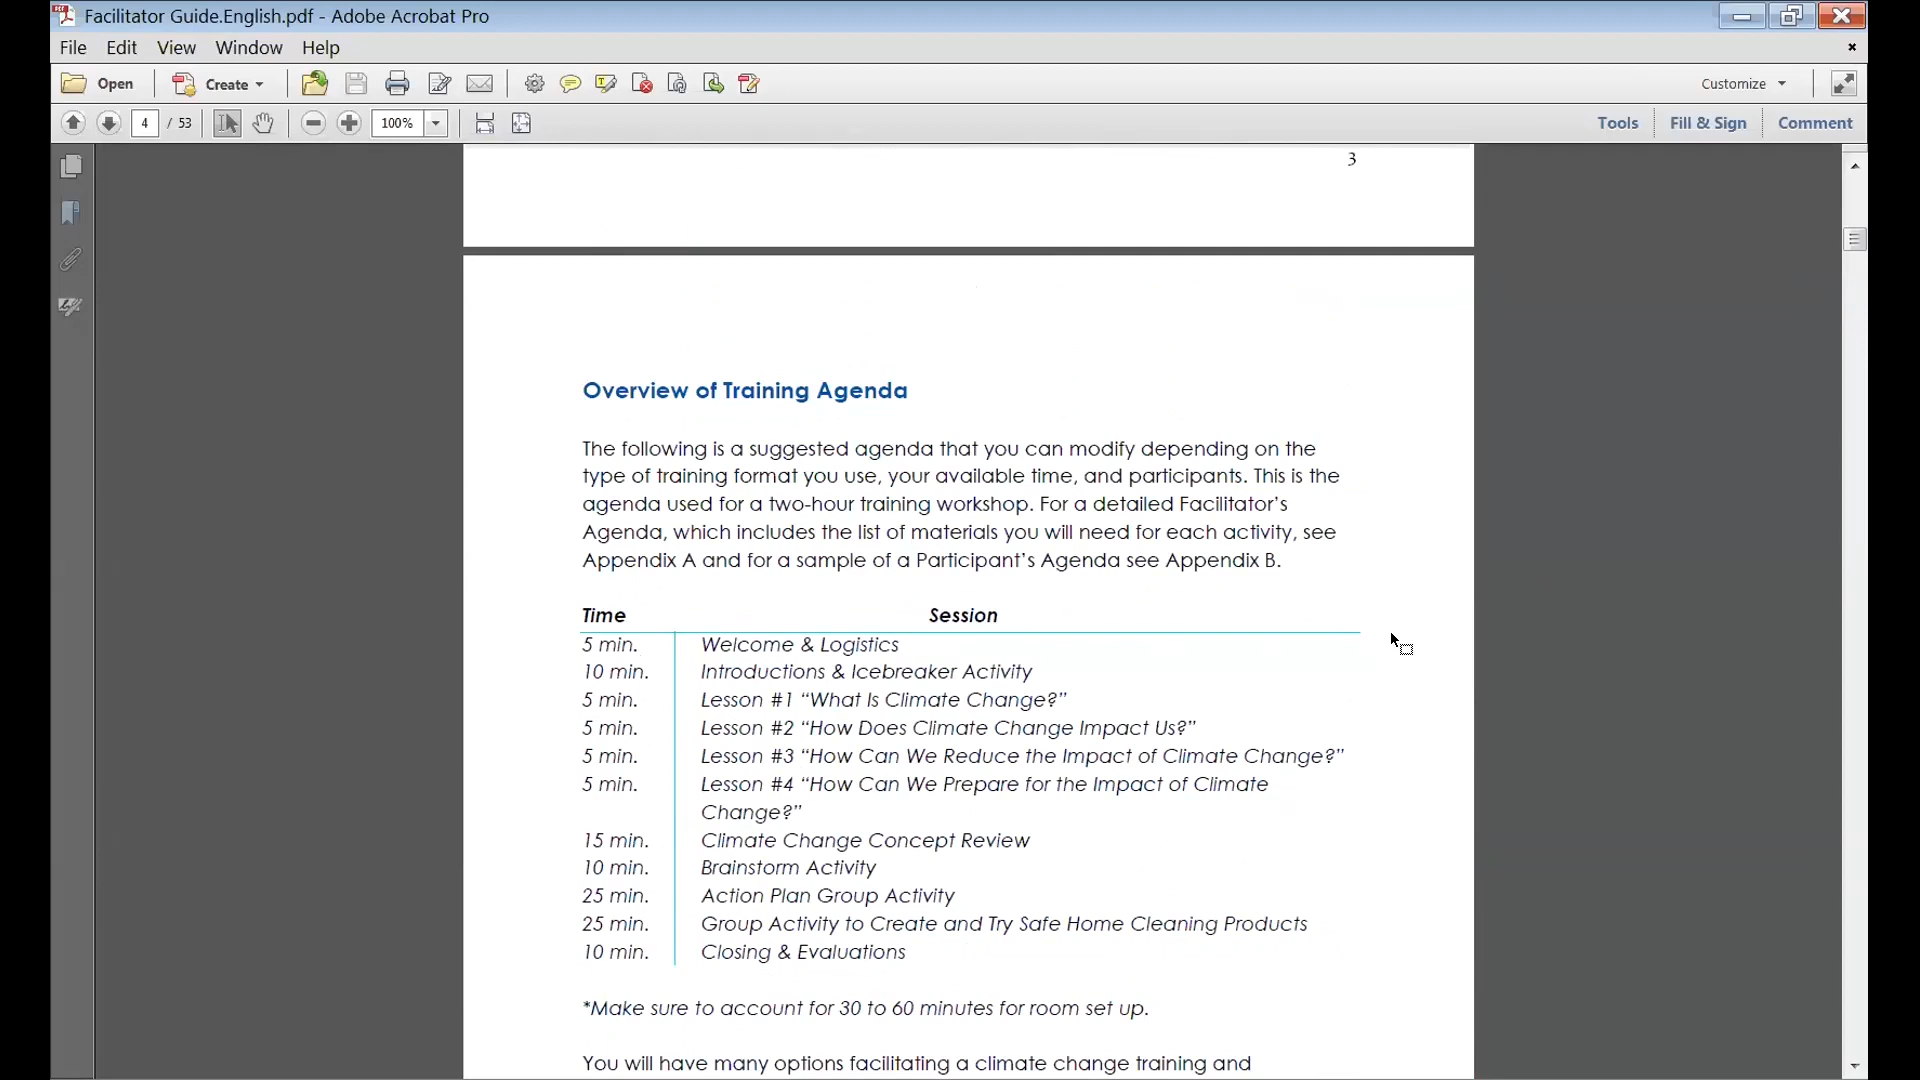 Facilitator Guide.English.pdf - Adobe Acrobat Pro
File Edit View Window Help
Open Create Customize
4 / 53 100% Tools Fill & Sign Comment
3
Overview of Training Agenda
The following is a suggested agenda that you can modify depending on the
type of training format you use, your available time, and participants. This is the
agenda used for a two-hour training workshop. For a detailed Facilitator’s
Agenda, which includes the list of materials you will need for each activity, see
Appendix A and for a sample of a Participant’s Agenda see Appendix B.
Time Session
5 min. Welcome & Logistics
10 min. Introductions & Icebreaker Activity
5 min. Lesson #1 “What Is Climate Change?”
5 min. Lesson #2 “How Does Climate Change Impact Us?”
5 min. Lesson #3 “How Can We Reduce the Impact of Climate Change?”
5 min. Lesson #4 “How Can We Prepare for the Impact of Climate
Change?”
15 min. Climate Change Concept Review
10 min. Brainstorm Activity
25 min. Action Plan Group Activity
25 min. Group Activity to Create and Try Safe Home Cleaning Products
10 min. Closing & Evaluations
*Make sure to account for 30 to 60 minutes for room set up.
You will have many options facilitating a climate change training and